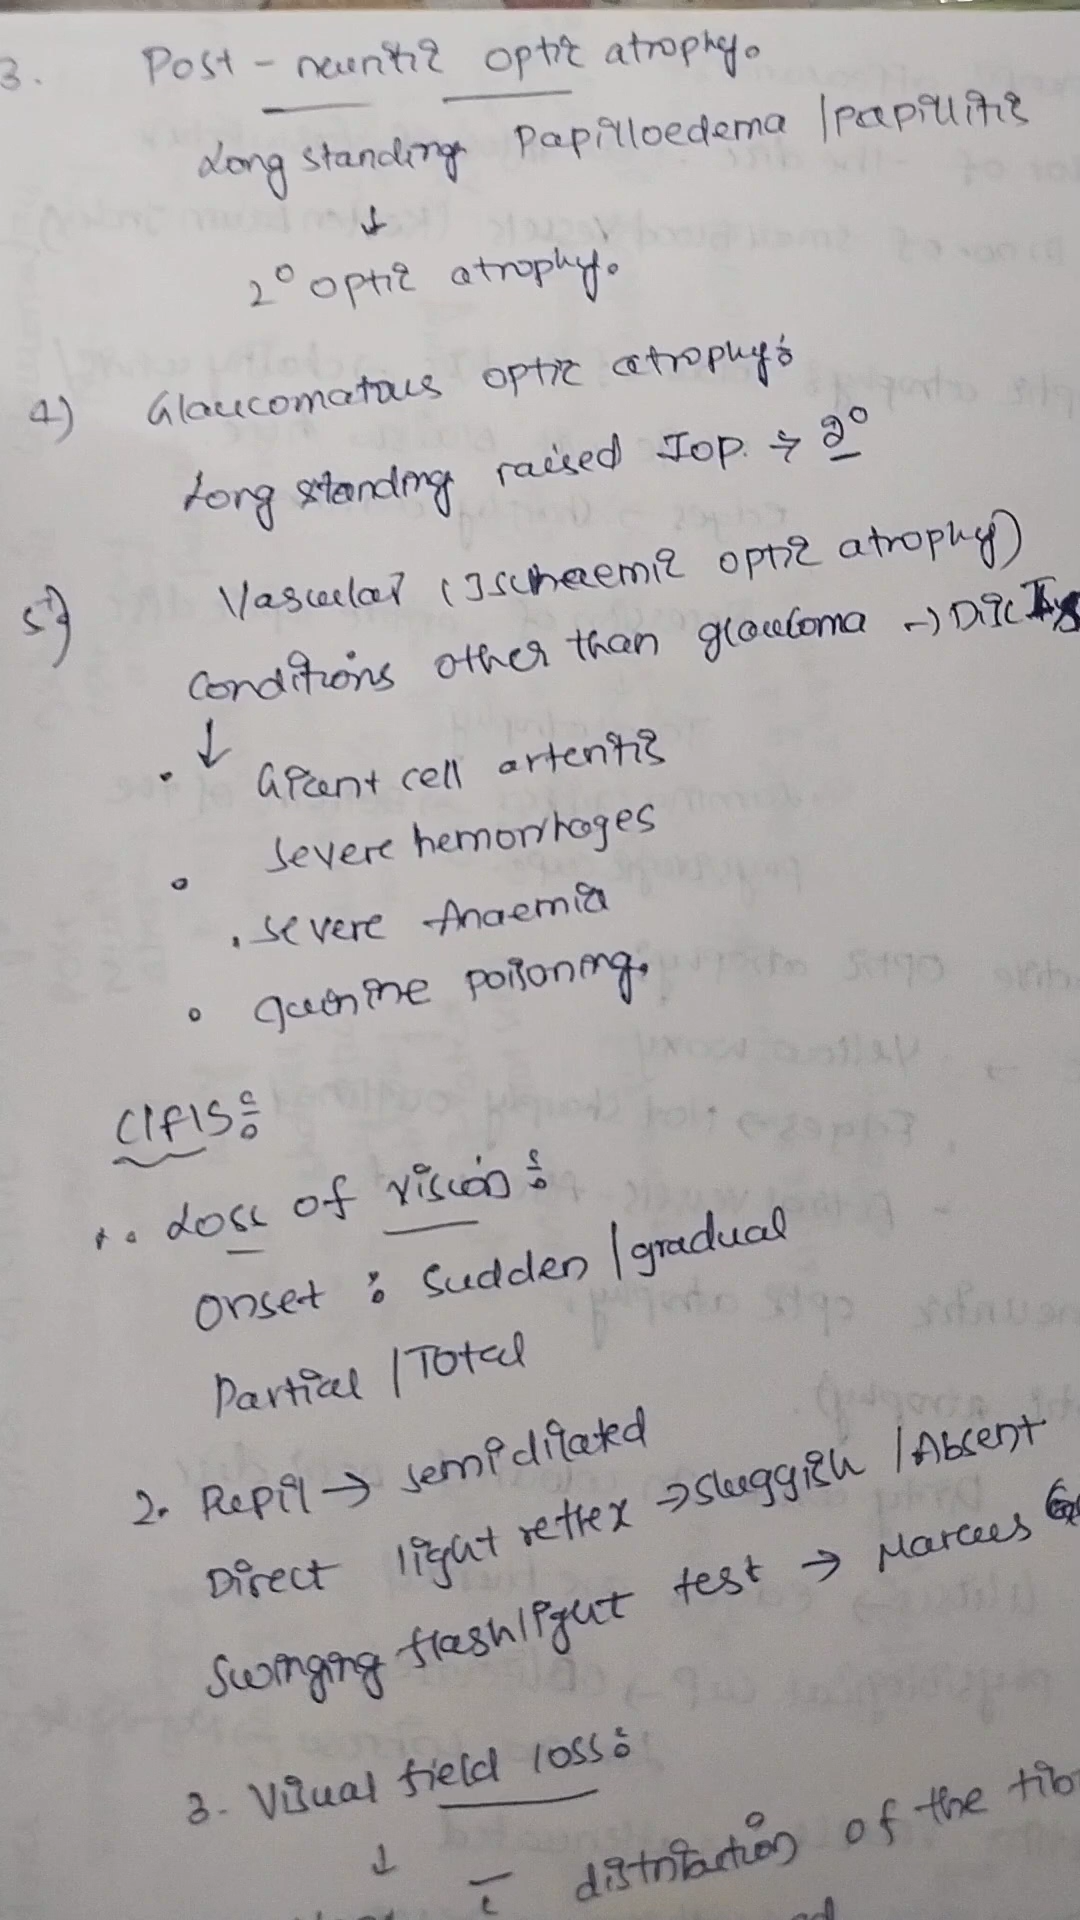 3. Post-neuritic optic atrophy.
Long standing Papilloedema / papillitis
↓
2° optic atrophy.
4) Glaucomatous optic atrophy:
Long standing raised IOP. → 2°
5) Vascular (Ischaemic optic atrophy)
Conditions other than glaucoma → Disc
↓
• Giant cell arteritis
• Severe hemorrhages
• Severe Anaemia
• quinine poisoning.
C/F/S:
1. Loss of vision:
Onset : Sudden / gradual
Partial / Total
2. Pupil → semidilated
Direct light reflex → sluggish / Absent
Swinging flashlight test → Marcus
3. Visual field loss:
↓
distribution of the